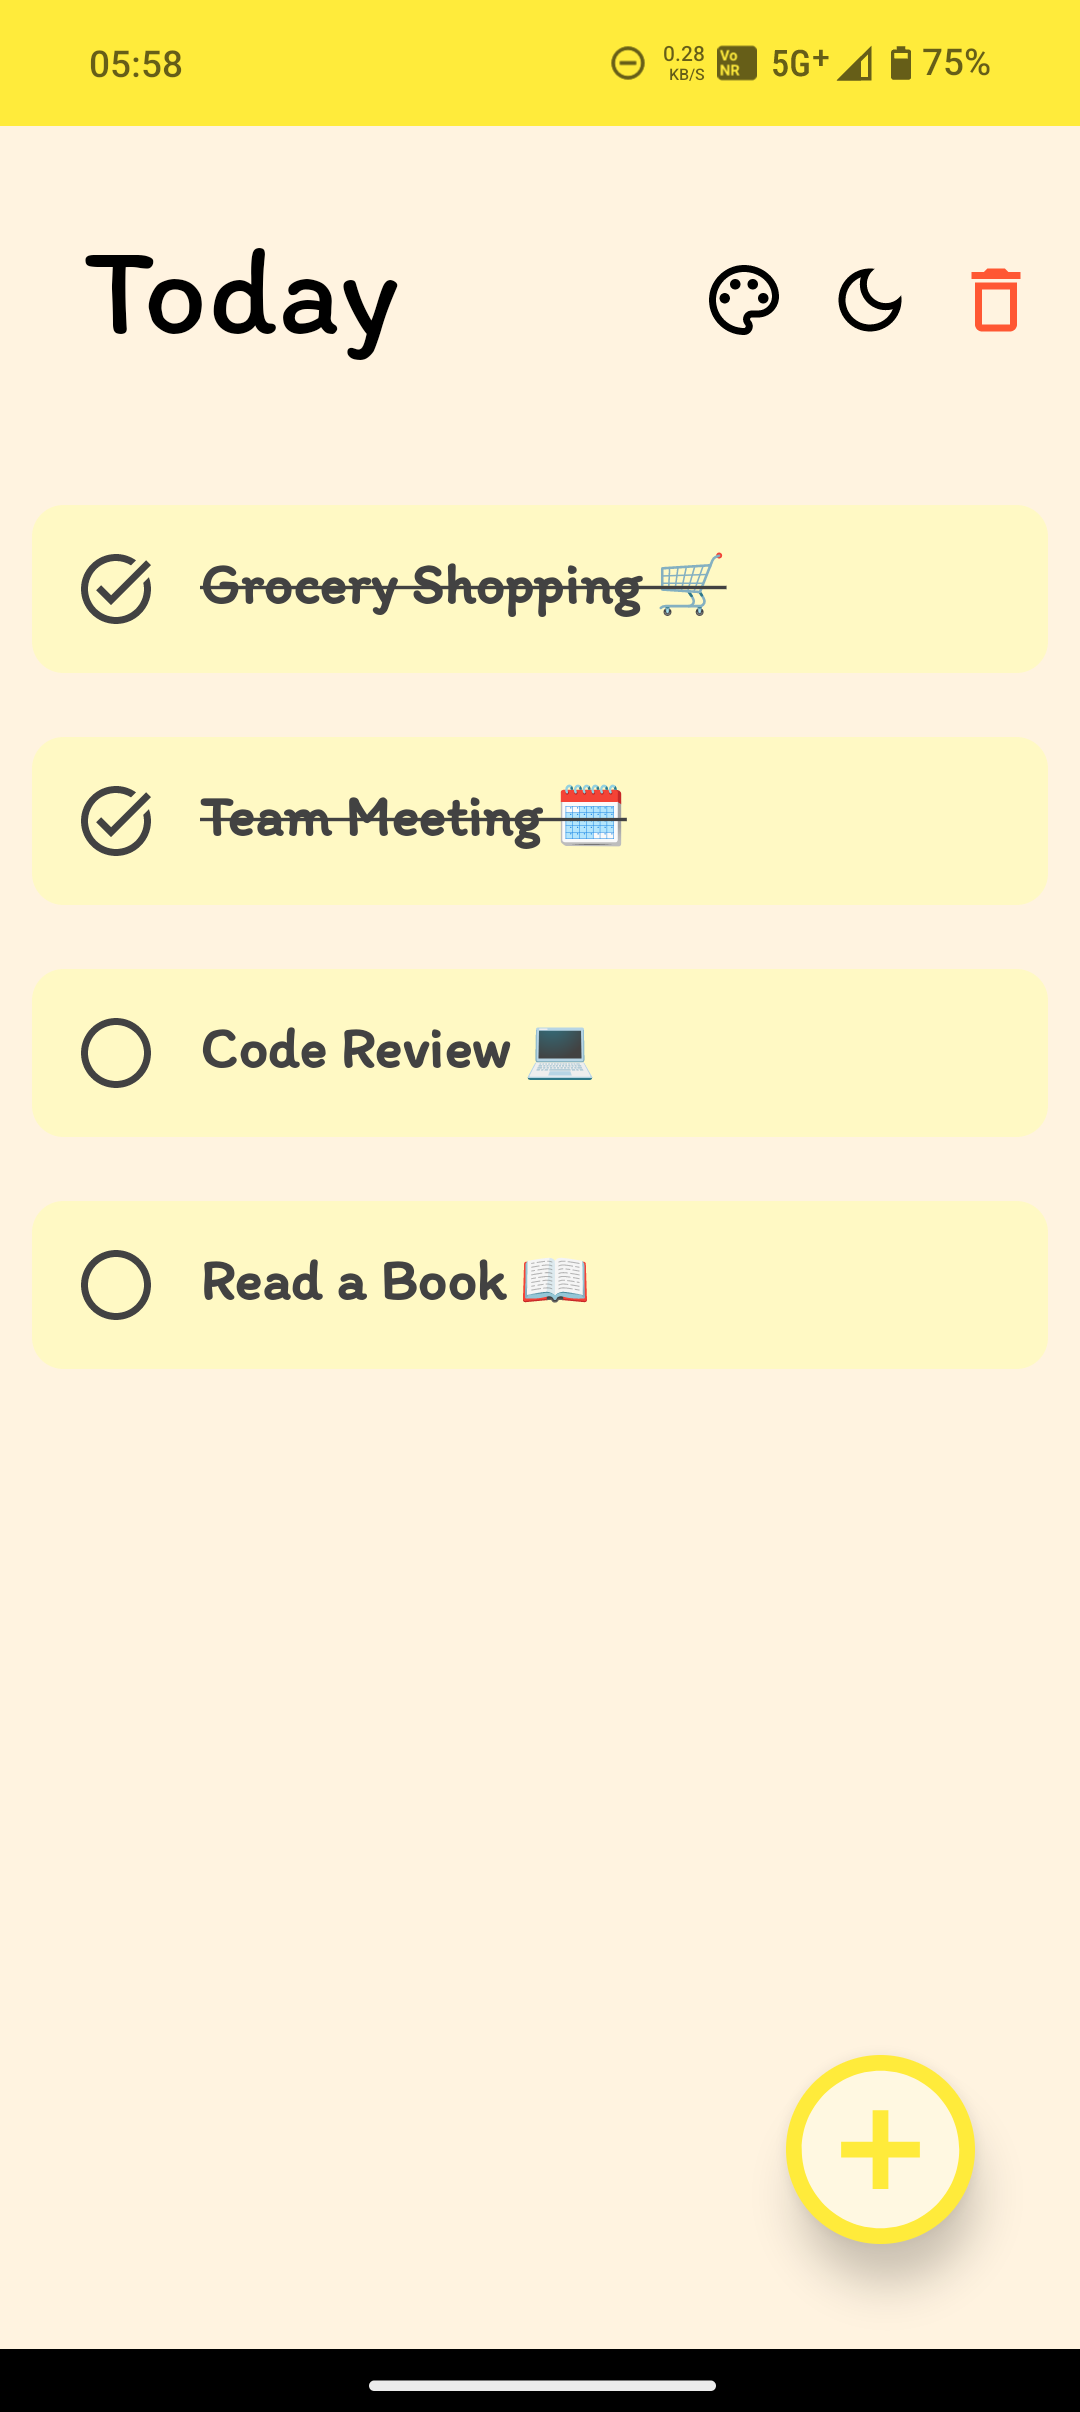 05:58 0.28 KB/S Vo NR 5G+ 75%
Today
Grocery Shopping 🛒
Team Meeting 🗓️
Code Review 💻
Read a Book 📖